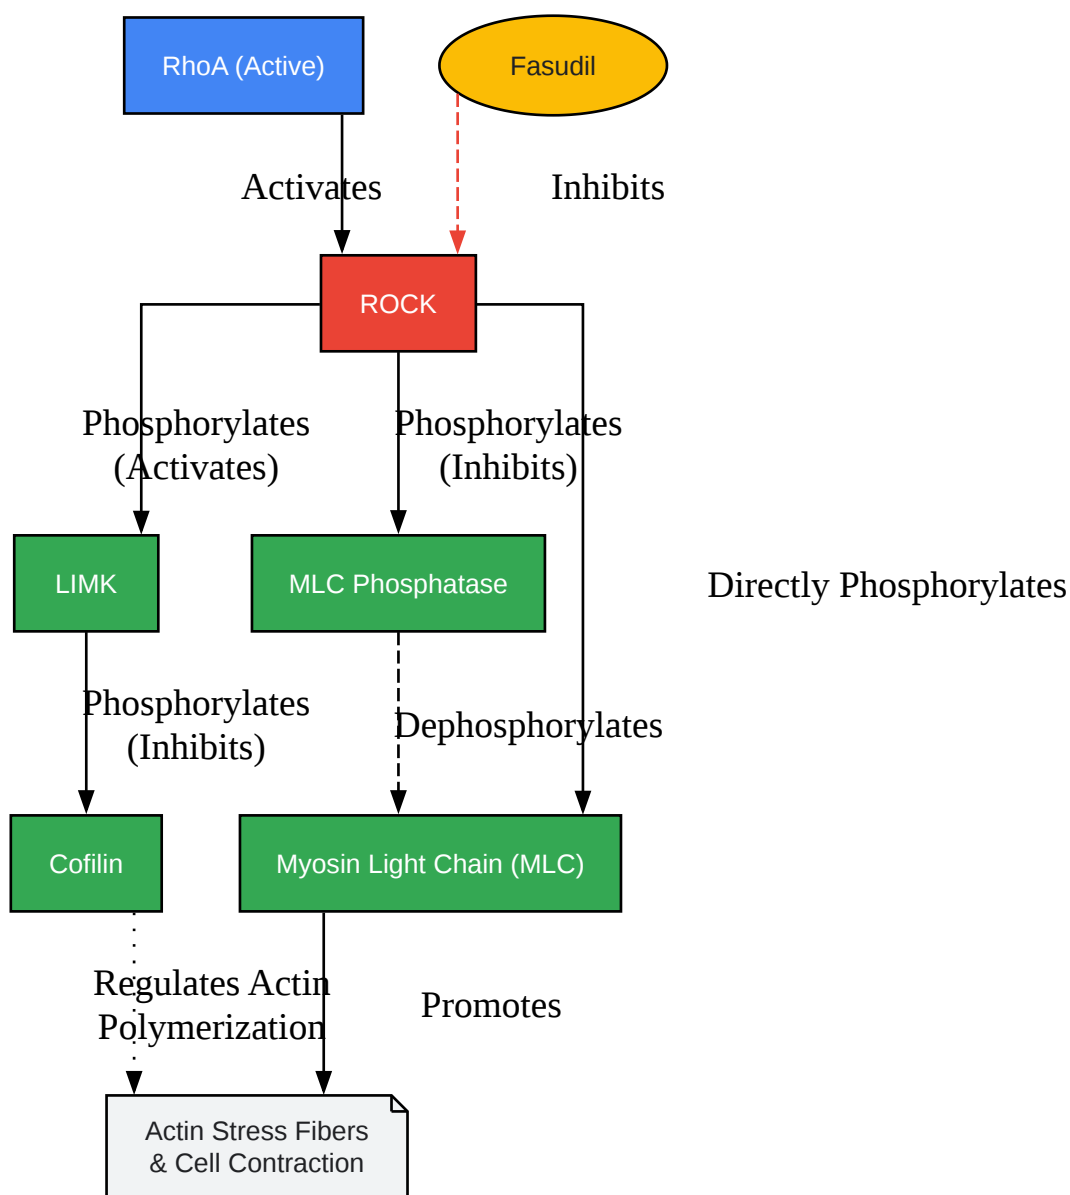 RhoA (Active)
Fasudil
Activates
Inhibits
ROCK
Phosphorylates
(Activates)
Phosphorylates
(Inhibits)
LIMK
MLC Phosphatase
Directly Phosphorylates
Phosphorylates
(Inhibits)
Dephosphorylates
Cofilin
Myosin Light Chain (MLC)
Regulates Actin
Polymerization
Promotes
Actin Stress Fibers
& Cell Contraction